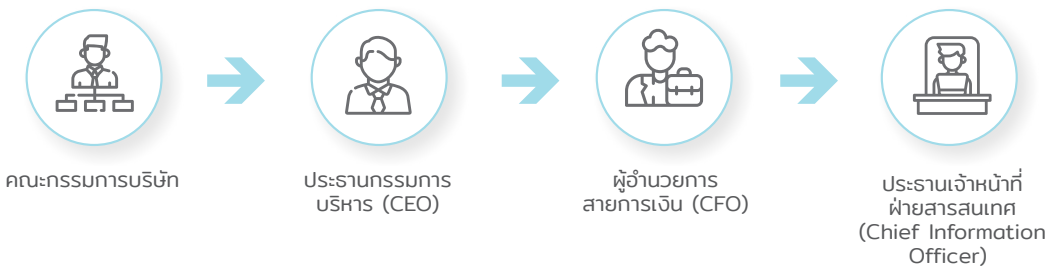 คณะกรรมการบริษัท
ประธานกรรมการ
บริหาร (CEO)
ผู้อำนวยการ
สายการเงิน (CFO)
ประธานเจ้าหน้าที่
ฝ่ายสารสนเทศ
(Chief Information
Officer)